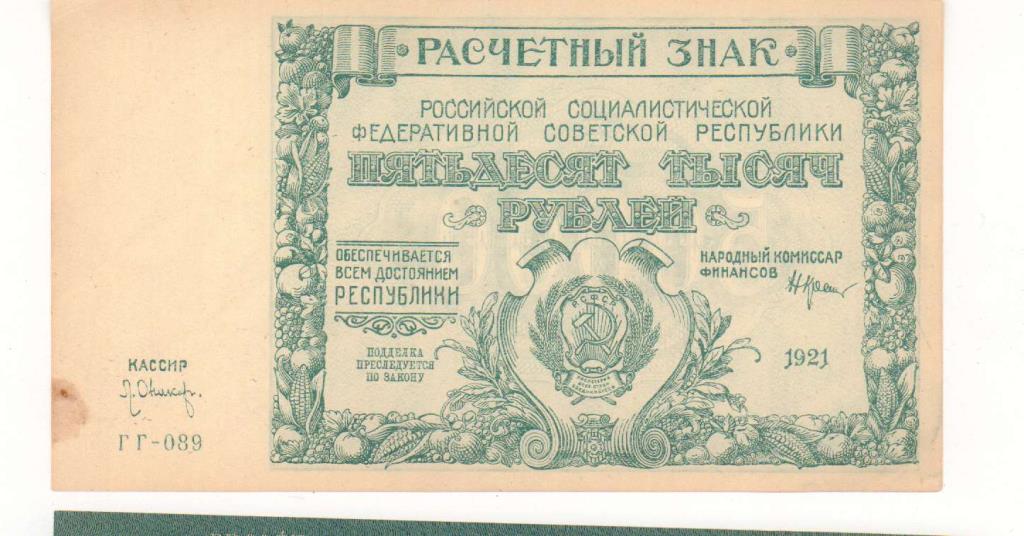 РАСЧЕТНЫЙ ЗНАК
РОССИЙСКОЙ СОЦИАЛИСТИЧЕСКОЙ
ФЕДЕРАТИВНОЙ СОВЕТСКОЙ РЕСПУБЛИКИ
ПЯТЬДЕСЯТ ТЫСЯЧ
РУБЛЕЙ
ОБЕСПЕЧИВАЕТСЯ
ВСЕМ ДОСТОЯНИЕМ
РЕСПУБЛИКИ
НАРОДНЫЙ КОМИССАР
ФИНАНСОВ
ПОДДЕЛКА
ПРЕСЛЕДУЕТСЯ
ПО ЗАКОНУ
Р.С.Ф.С.Р.
1921
КАССИР
ГГ-089